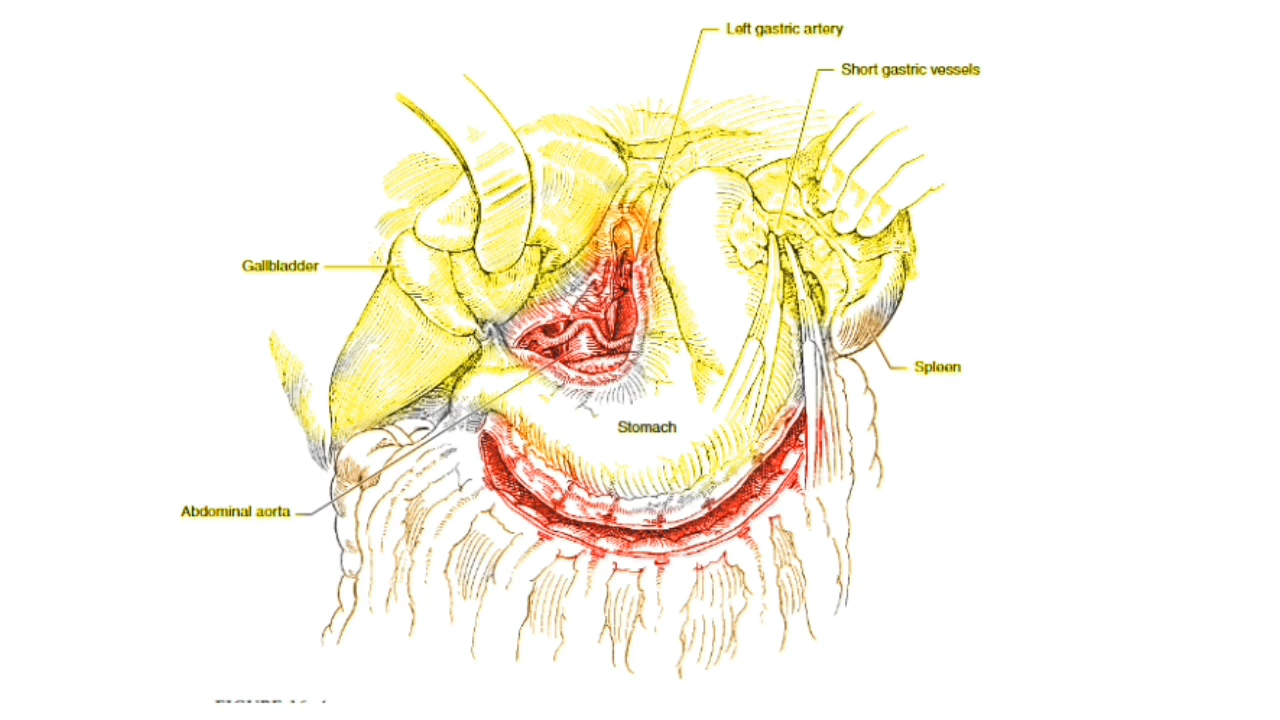 Left gastric artery
Short gastric vessels
Gallbladder
Spleen
Stomach
Abdominal aorta